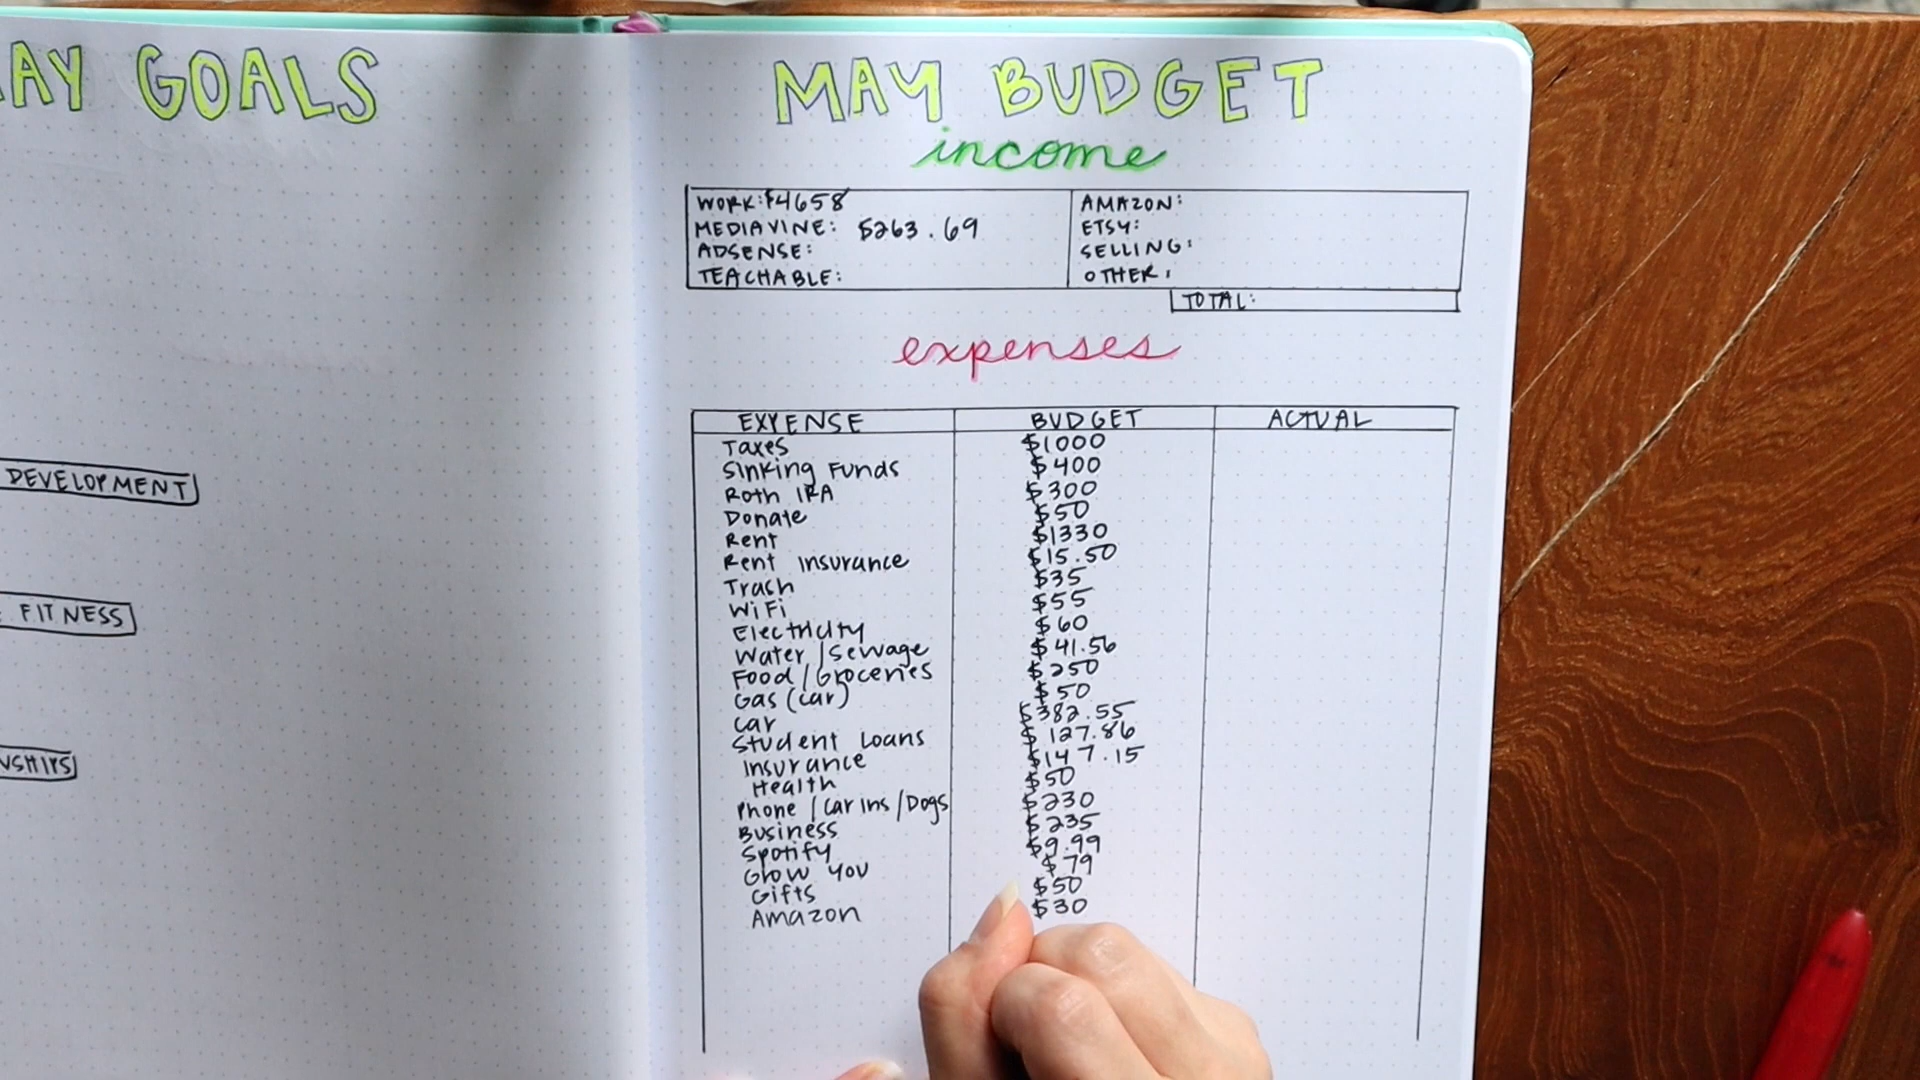 AY GOALS
DEVELOPMENT
FITNESS
NSHIPS
MAY BUDGET
income
WORK: $4658
MEDIAVINE: $263.69
ADSENSE:
TEACHABLE:
AMAZON:
ETSY:
SELLING:
OTHER:
TOTAL:
expenses
EXPENSE BUDGET ACTUAL
Taxes $1000
Sinking Funds $400
Roth IRA $300
Donate $50
Rent $1330
Rent Insurance $15.50
Trash $35
WiFi $55
Electricity $60
Water/Sewage $41.56
Food/Groceries $250
Gas (car) $50
Car $382.55
Student Loans $127.86
Insurance $147.15
Health $50
Phone/Car ins/Dogs $230
Business $235
Spotify $9.99
Grow You $79
Gifts $50
Amazon $30